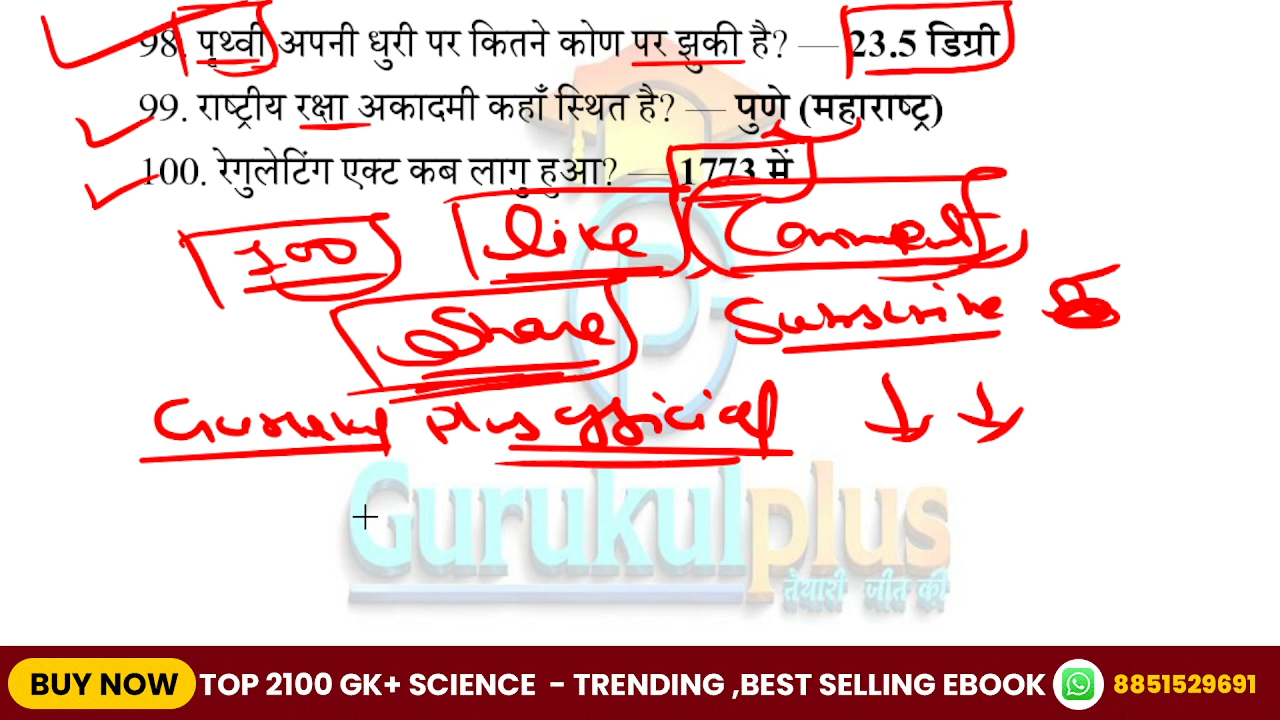 98. पृथ्वी अपनी धुरी पर कितने कोण पर झुकी है? — 23.5 डिग्री
99. राष्ट्रीय रक्षा अकादमी कहाँ स्थित है? — पुणे (महाराष्ट्र)
100. रेगुलेटिंग एक्ट कब लागु हुआ? — 1773 में
100 like Comment
Share Subscribe
plus official
Gurukulplus
तैयारी जीत की
BUY NOW TOP 2100 GK+ SCIENCE – TRENDING ,BEST SELLING EBOOK 8851529691